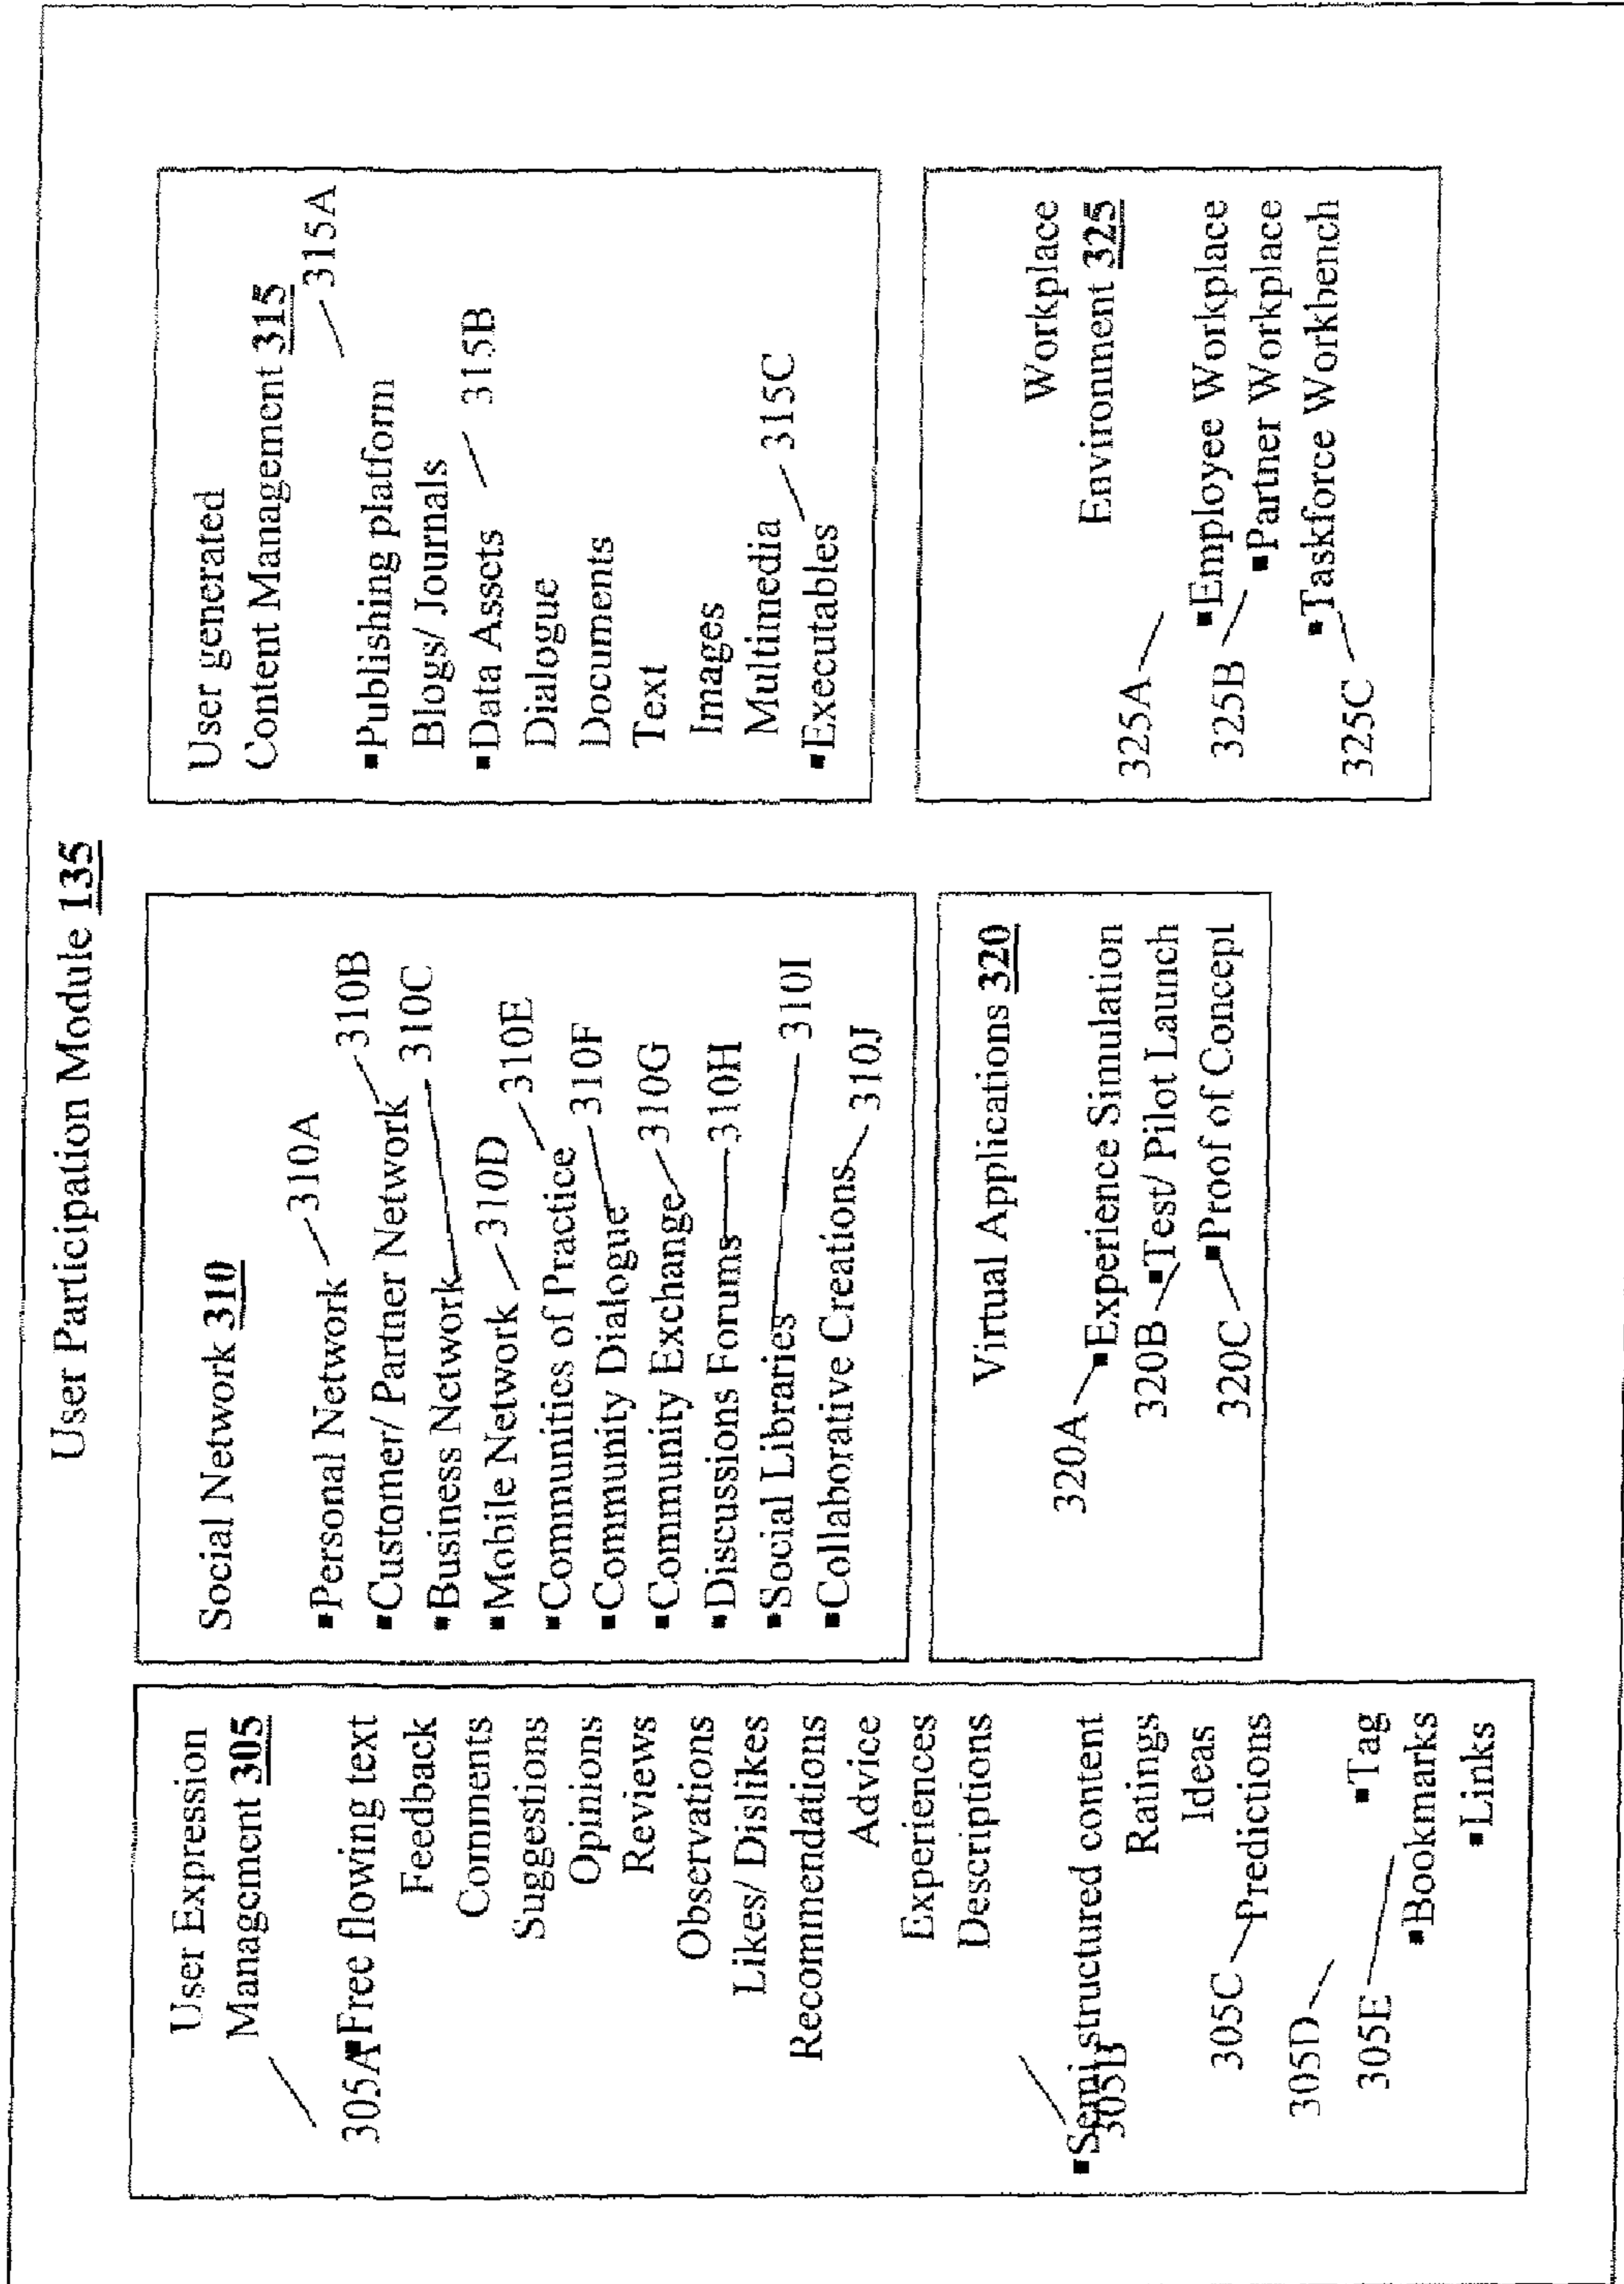 User Participation Module 135
User Expression
Management 305
305A ▪Free flowing text
Feedback
Comments
Suggestions
Opinions
Reviews
Observations
Likes/ Dislikes
Recommendations
Advice
Experiences
Descriptions
▪Semi structured content
305B
Ratings
Ideas
305C Predictions
305D ▪Tag
305E ▪Bookmarks
▪Links
Social Network 310
▪Personal Network 310A
▪Customer/ Partner Network 310B
▪Business Network 310C
▪Mobile Network 310D
▪Communities of Practice 310E
▪Community Dialogue 310F
▪Community Exchange 310G
▪Discussions Forums 310H
▪Social Libraries 310I
▪Collaborative Creations 310J
Virtual Applications 320
320A ▪Experience Simulation
320B ▪Test/ Pilot Launch
320C ▪Proof of Concept
User generated
Content Management 315
315A
▪Publishing platform
Blogs/ Journals
▪Data Assets 315B
Dialogue
Documents
Text
Images
Multimedia
▪Executables 315C
Workplace
Environment 325
325A
▪Employee Workplace
325B ▪Partner Workplace
▪Taskforce Workbench
325C